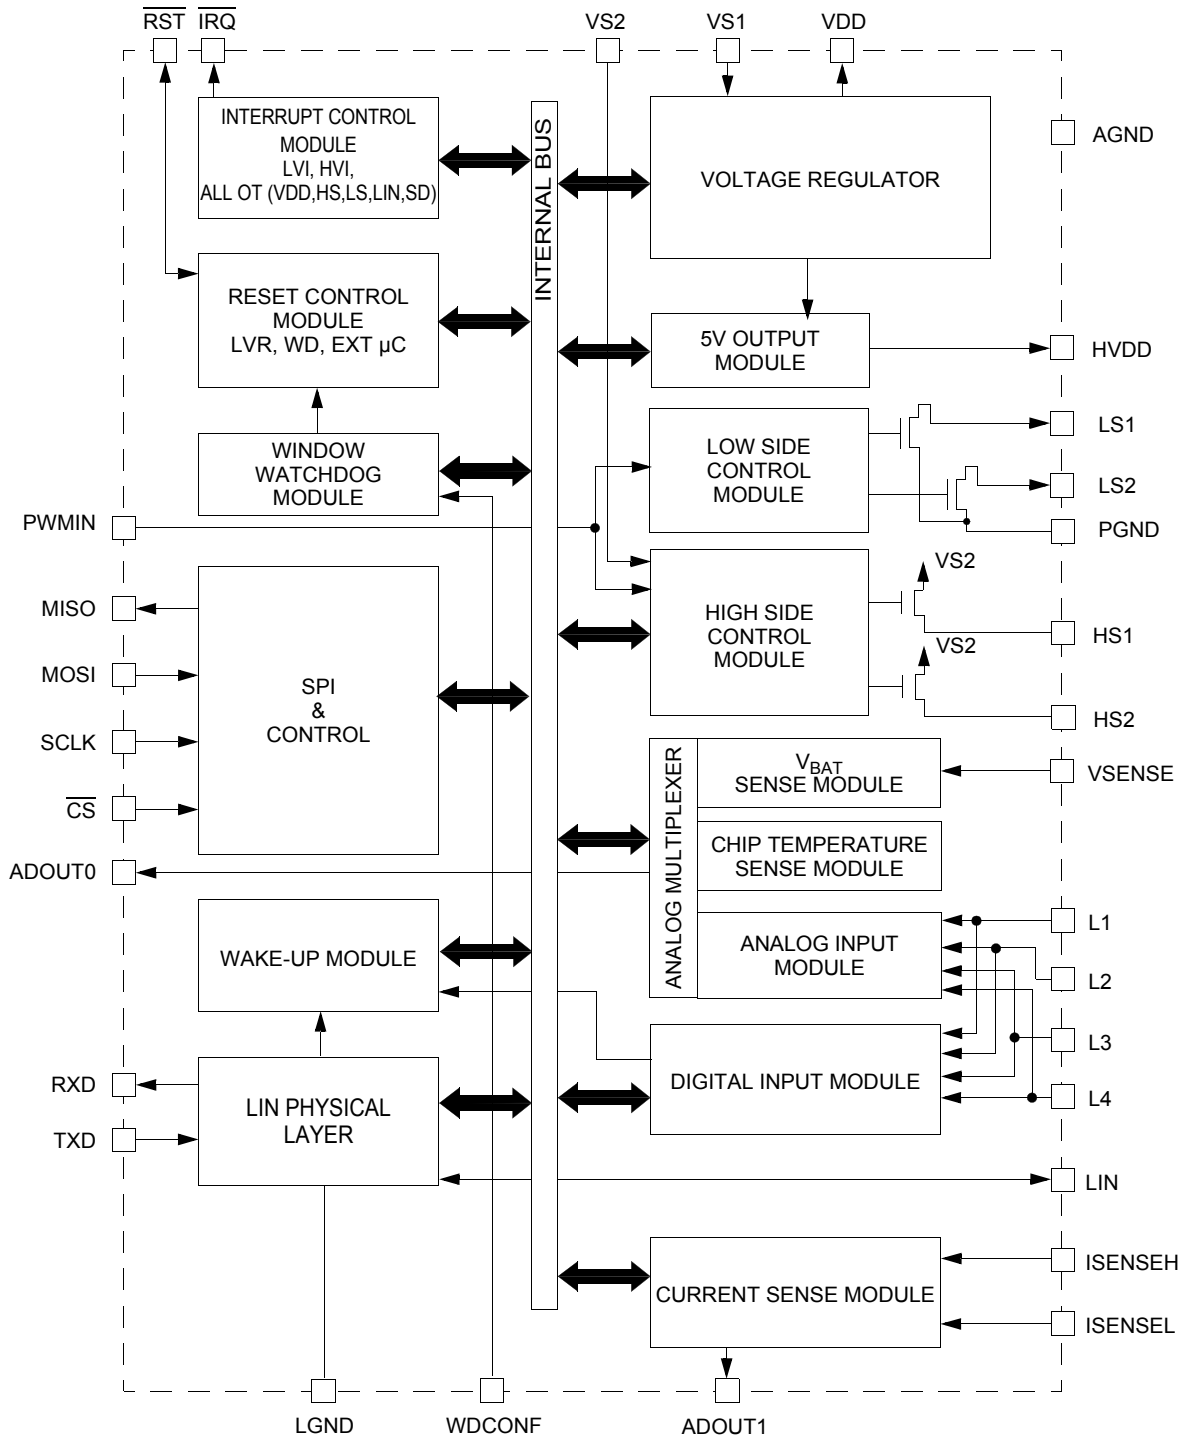 RST
IRQ
VS2
VS1
VDD
INTERRUPT CONTROL
MODULE
LVI, HVI,
ALL OT (VDD,HS,LS,LIN,SD)
INTERNAL BUS
VOLTAGE REGULATOR
AGND
RESET CONTROL
MODULE
LVR, WD, EXT µC
5V OUTPUT
MODULE
HVDD
WINDOW
WATCHDOG
MODULE
LOW SIDE
CONTROL
MODULE
LS1
LS2
PWMIN
PGND
VS2
MISO
HIGH SIDE
CONTROL
MODULE
HS1
VS2
MOSI
SPI
&
CONTROL
HS2
SCLK
ANALOG MULTIPLEXER
VBAT
SENSE MODULE
VSENSE
CS
CHIP TEMPERATURE
SENSE MODULE
ADOUT0
L1
WAKE-UP MODULE
ANALOG INPUT
MODULE
L2
L3
RXD
DIGITAL INPUT MODULE
L4
LIN PHYSICAL
LAYER
TXD
LIN
ISENSEH
CURRENT SENSE MODULE
ISENSEL
LGND
WDCONF
ADOUT1